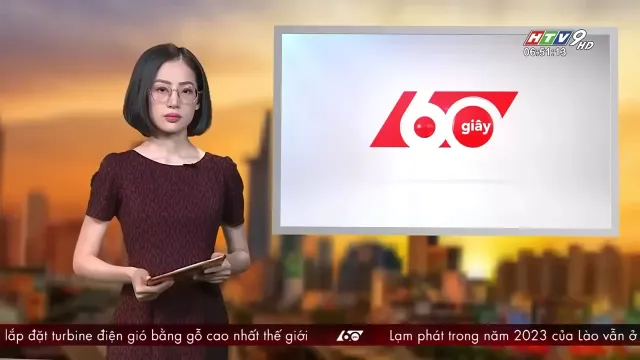 HTV9 HD
06:51:13
60 giây
lắp đặt turbine điện gió bằng gỗ cao nhất thế giới 60 Lạm phát trong năm 2023 của Lào vẫn ở